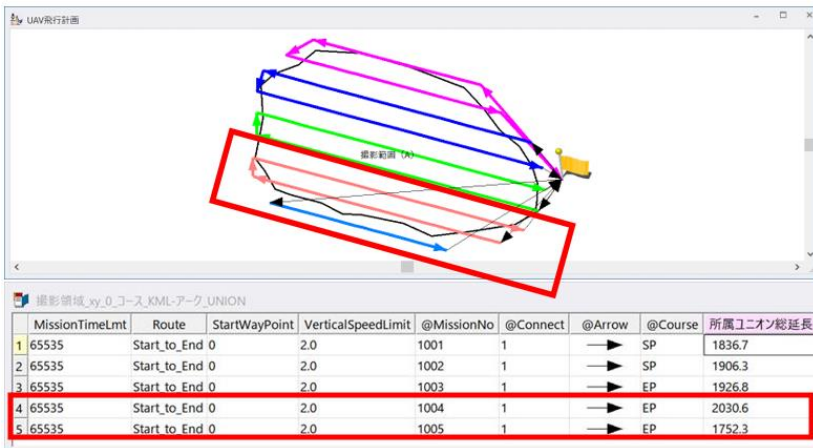 UAV飛行計画
撮影範囲（A）
撮影領域_xy_0_コース_KML-アーク_UNION
MissionTimeLmt Route StartWayPoint VerticalSpeedLimit @MissionNo @Connect @Arrow @Course 所属ユニオン総延長
1 65535 Start_to_End 0 2.0 1001 1 SP 1836.7
2 65535 Start_to_End 0 2.0 1002 1 SP 1906.3
3 65535 Start_to_End 0 2.0 1003 1 EP 1926.8
4 65535 Start_to_End 0 2.0 1004 1 EP 2030.6
5 65535 Start_to_End 0 2.0 1005 1 EP 1752.3